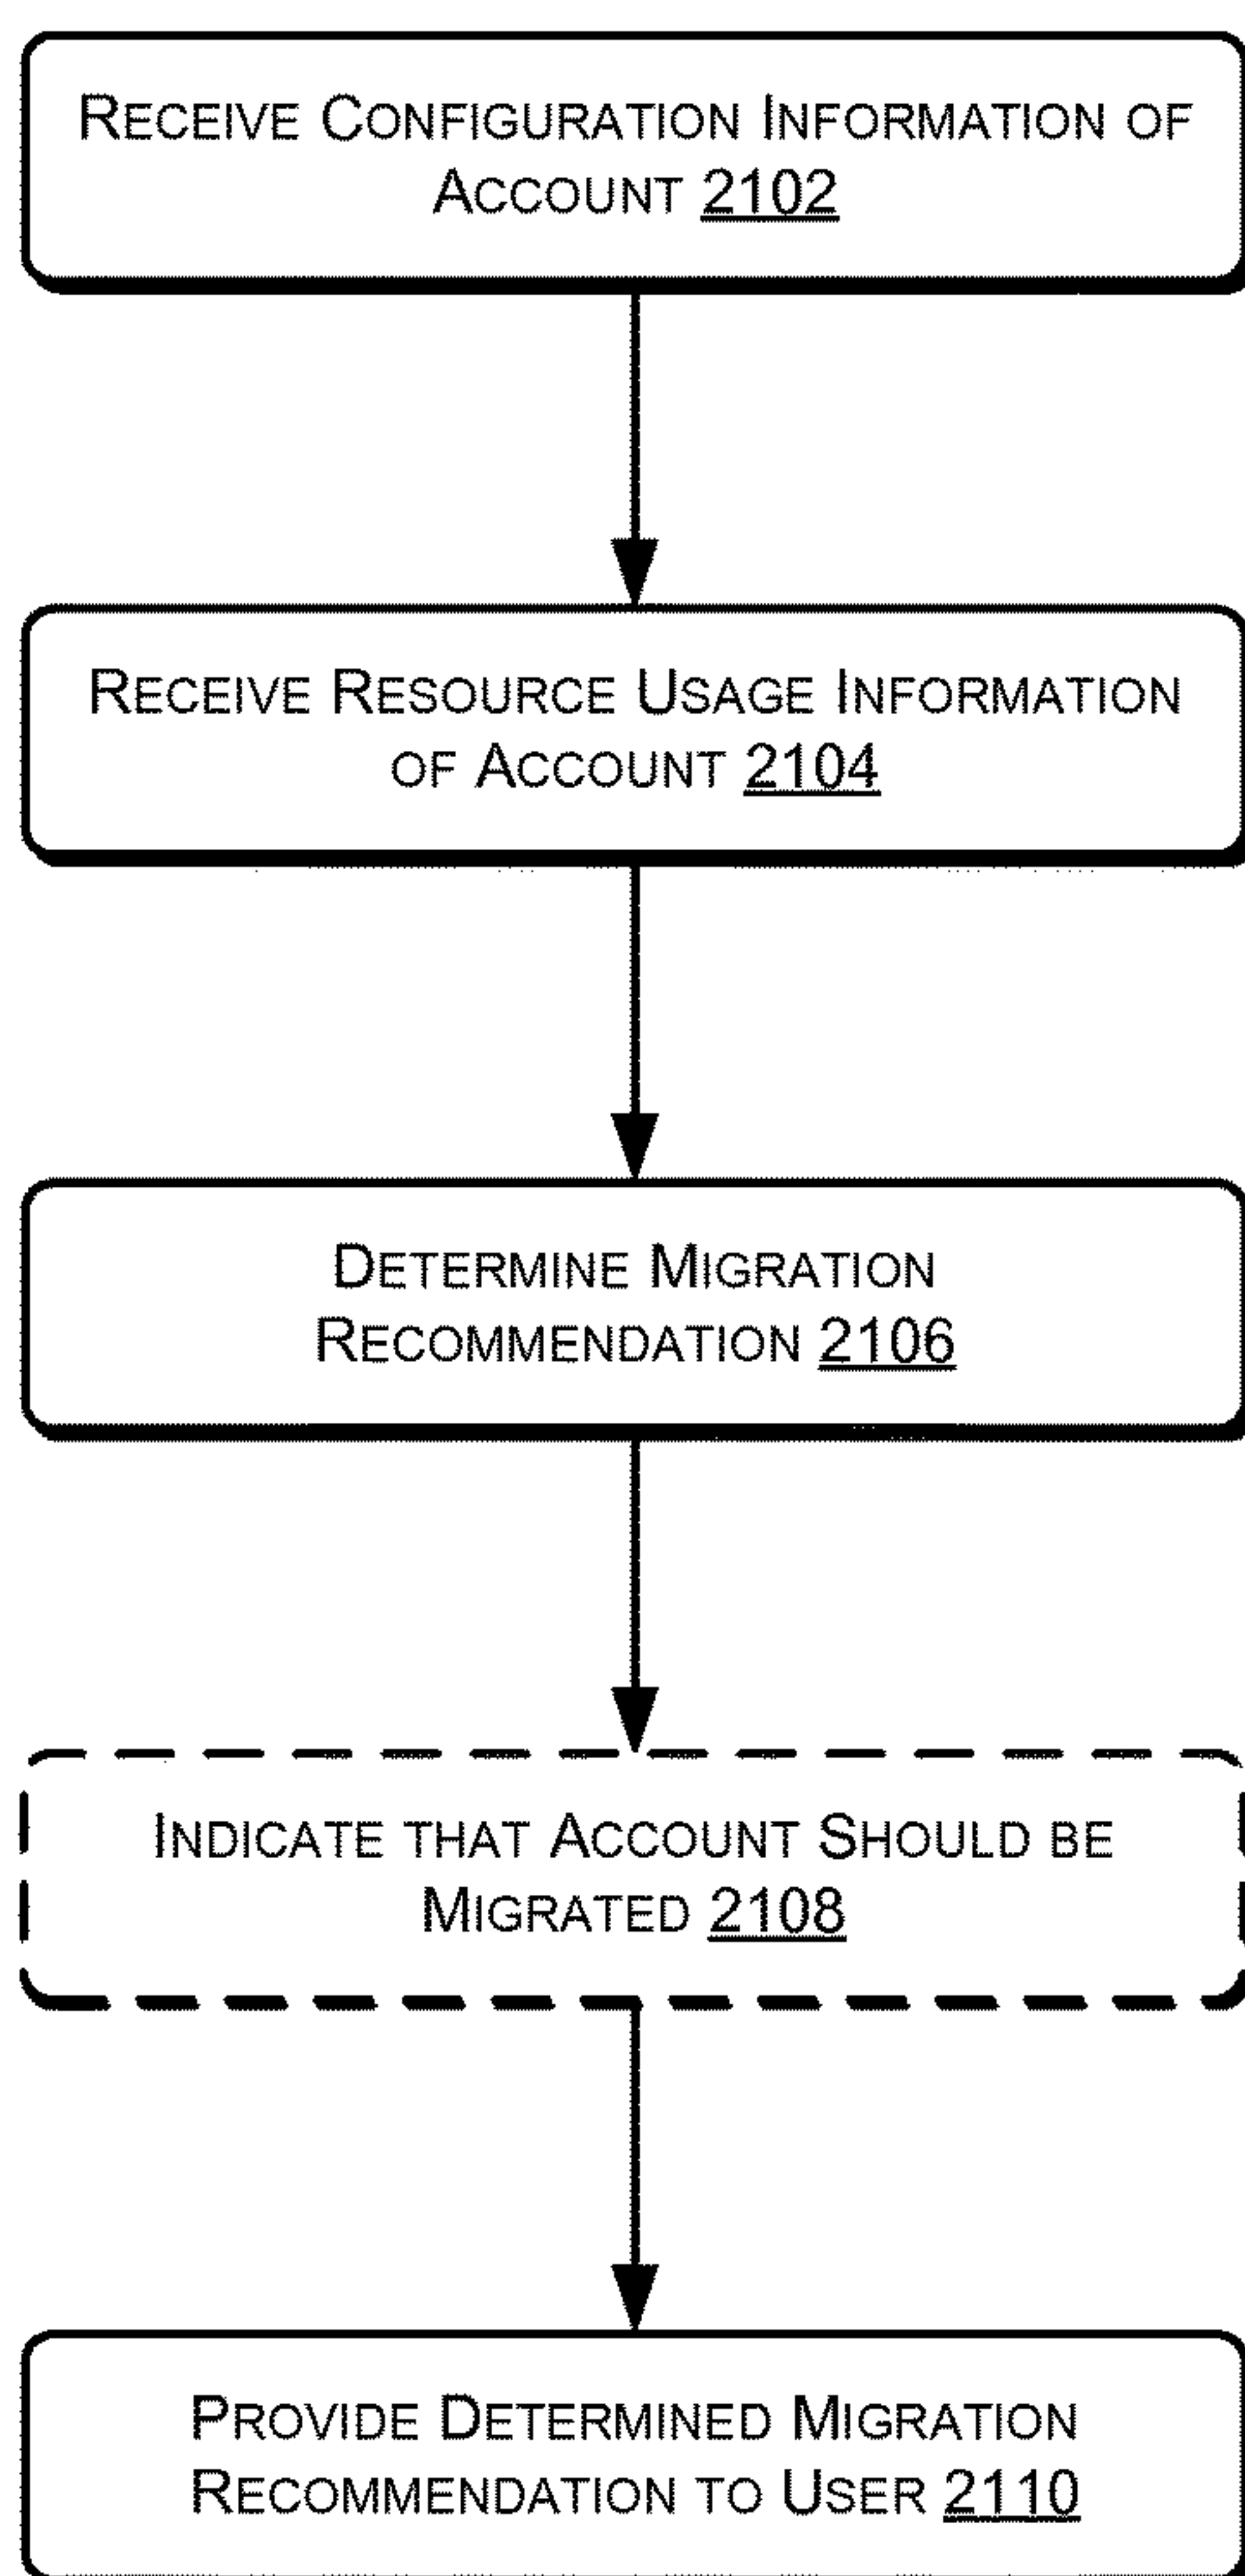 RECEIVE CONFIGURATION INFORMATION OF
ACCOUNT 2102
RECEIVE RESOURCE USAGE INFORMATION
OF ACCOUNT 2104
DETERMINE MIGRATION
RECOMMENDATION 2106
INDICATE THAT ACCOUNT SHOULD BE
MIGRATED 2108
PROVIDE DETERMINED MIGRATION
RECOMMENDATION TO USER 2110